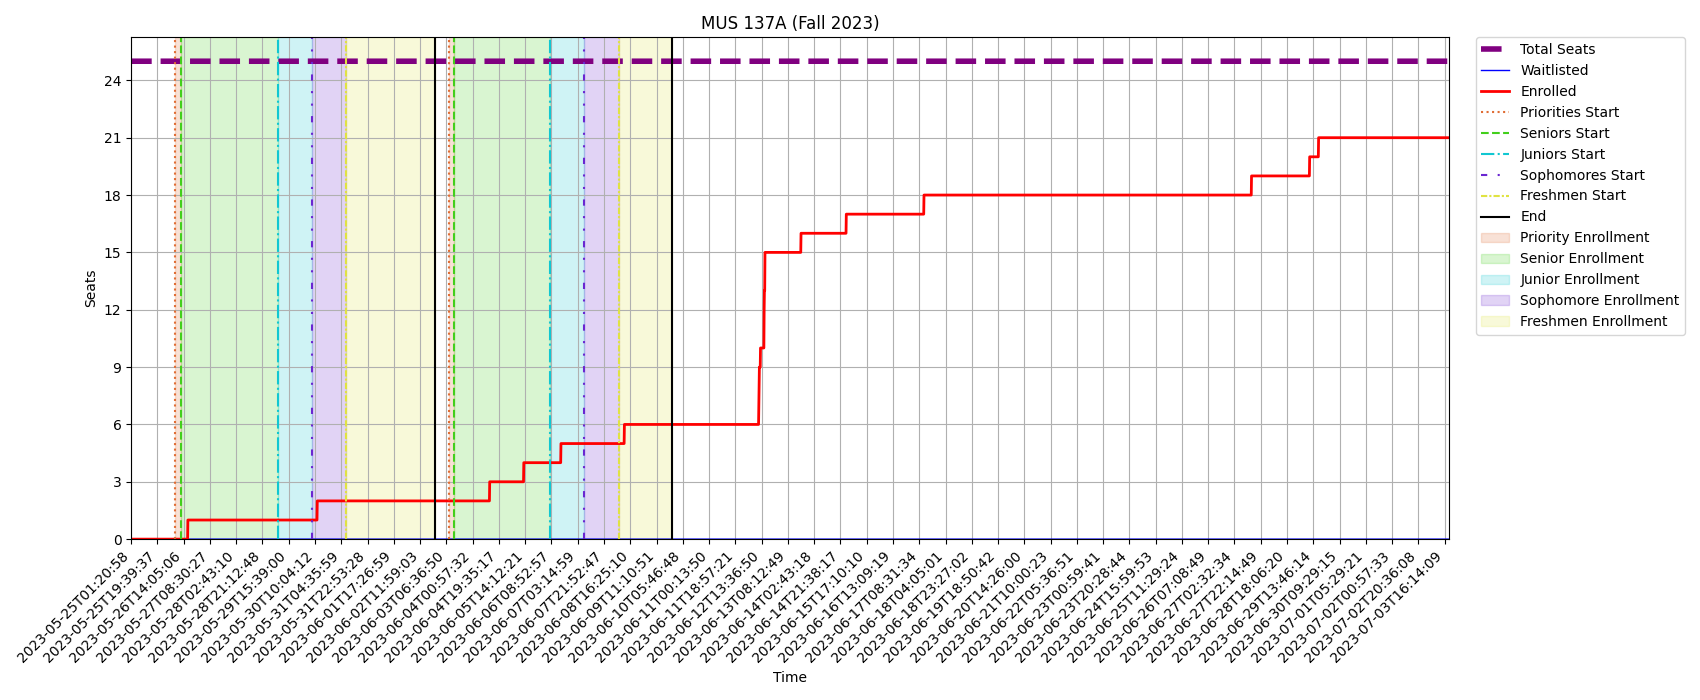 MUS 137A (Fall 2023)
Total Seats
Waitlisted
Enrolled
Priorities Start
Seniors Start
Juniors Start
Sophomores Start
Freshmen Start
End
Priority Enrollment
Senior Enrollment
Junior Enrollment
Sophomore Enrollment
Freshmen Enrollment
Seats
24
21
18
15
12
9
6
3
0
2023-05-25T01:20:58
2023-05-25T19:39:37
2023-05-26T14:05:06
2023-05-27T08:30:27
2023-05-28T02:43:10
2023-05-28T21:12:48
2023-05-29T15:39:00
2023-05-30T10:04:12
2023-05-31T04:35:59
2023-05-31T22:53:28
2023-06-01T17:26:59
2023-06-02T11:59:03
2023-06-03T06:36:50
2023-06-04T00:57:32
2023-06-04T19:35:17
2023-06-05T14:12:21
2023-06-06T08:52:57
2023-06-07T03:14:59
2023-06-07T21:52:47
2023-06-08T16:25:10
2023-06-09T11:10:51
2023-06-10T05:46:48
2023-06-11T00:13:50
2023-06-11T18:57:21
2023-06-12T13:36:50
2023-06-13T08:12:49
2023-06-14T02:43:18
2023-06-14T21:38:17
2023-06-15T17:10:10
2023-06-16T13:09:19
2023-06-17T08:31:34
2023-06-18T04:05:01
2023-06-18T23:27:02
2023-06-19T18:50:42
2023-06-20T14:26:00
2023-06-21T10:00:23
2023-06-22T05:36:51
2023-06-23T00:59:41
2023-06-23T20:28:44
2023-06-24T15:59:53
2023-06-25T11:29:24
2023-06-26T07:08:49
2023-06-27T02:32:34
2023-06-27T22:14:49
2023-06-28T18:06:20
2023-06-29T13:46:14
2023-06-30T09:29:15
2023-07-01T05:29:21
2023-07-02T00:57:33
2023-07-02T20:36:08
2023-07-03T16:14:09
Time